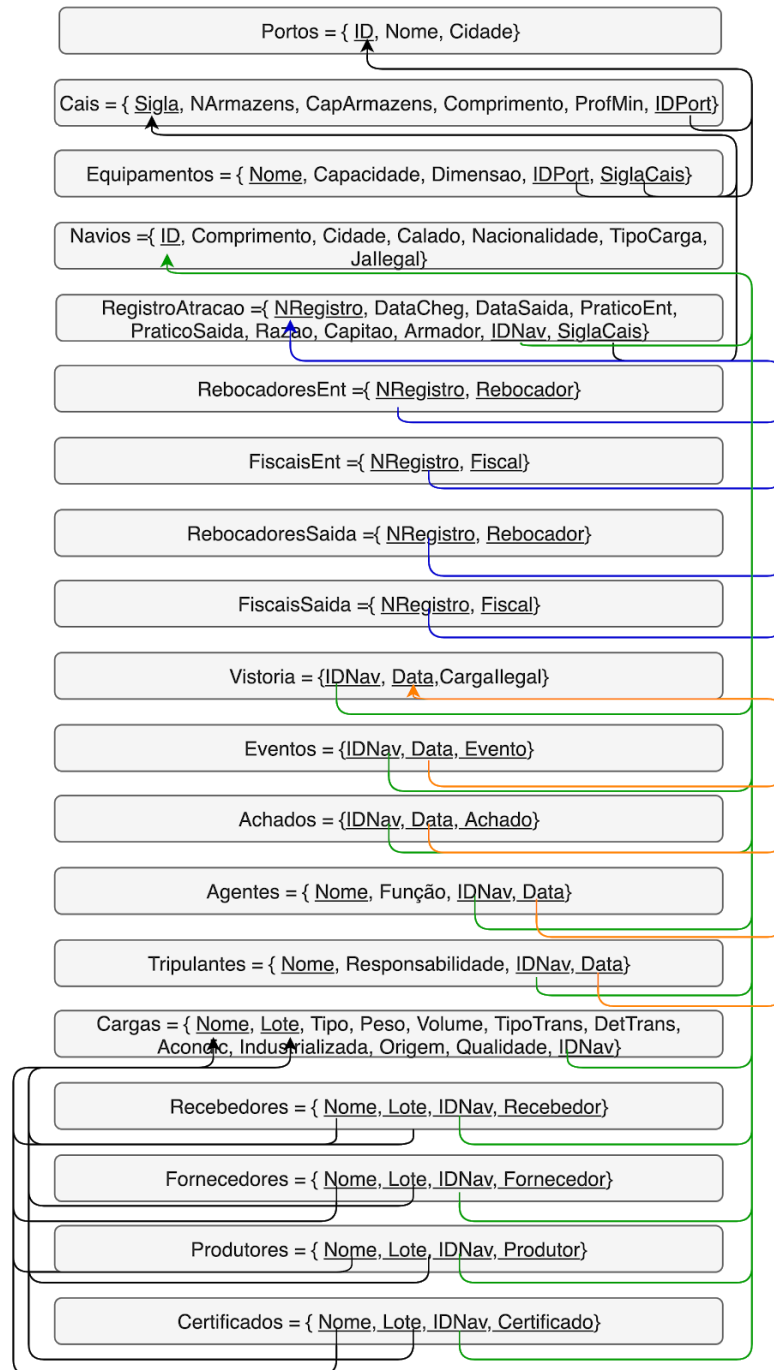 Portos = { ID, Nome, Cidade}
Cais = { Sigla, NArmazens, CapArmazens, Comprimento, ProfMin, IDPort}
Equipamentos = { Nome, Capacidade, Dimensao, IDPort, SiglaCais}
Navios ={ ID, Comprimento, Cidade, Calado, Nacionalidade, TipoCarga,
JaIlegal}
RegistroAtracao ={ NRegistro, DataCheg, DataSaida, PraticoEnt,
PraticoSaida, Razao, Capitao, Armador, IDNav, SiglaCais}
RebocadoresEnt ={ NRegistro, Rebocador}
FiscaisEnt ={ NRegistro, Fiscal}
RebocadoresSaida ={ NRegistro, Rebocador}
FiscaisSaida ={ NRegistro, Fiscal}
Vistoria = {IDNav, Data,CargaIlegal}
Eventos = {IDNav, Data, Evento}
Achados = {IDNav, Data, Achado}
Agentes = { Nome, Função, IDNav, Data}
Tripulantes = { Nome, Responsabilidade, IDNav, Data}
Cargas = { Nome, Lote, Tipo, Peso, Volume, TipoTrans, DetTrans,
Acondic, Industrializada, Origem, Qualidade, IDNav}
Recebedores = { Nome, Lote, IDNav, Recebedor}
Fornecedores = { Nome, Lote, IDNav, Fornecedor}
Produtores = { Nome, Lote, IDNav, Produtor}
Certificados = { Nome, Lote, IDNav, Certificado}